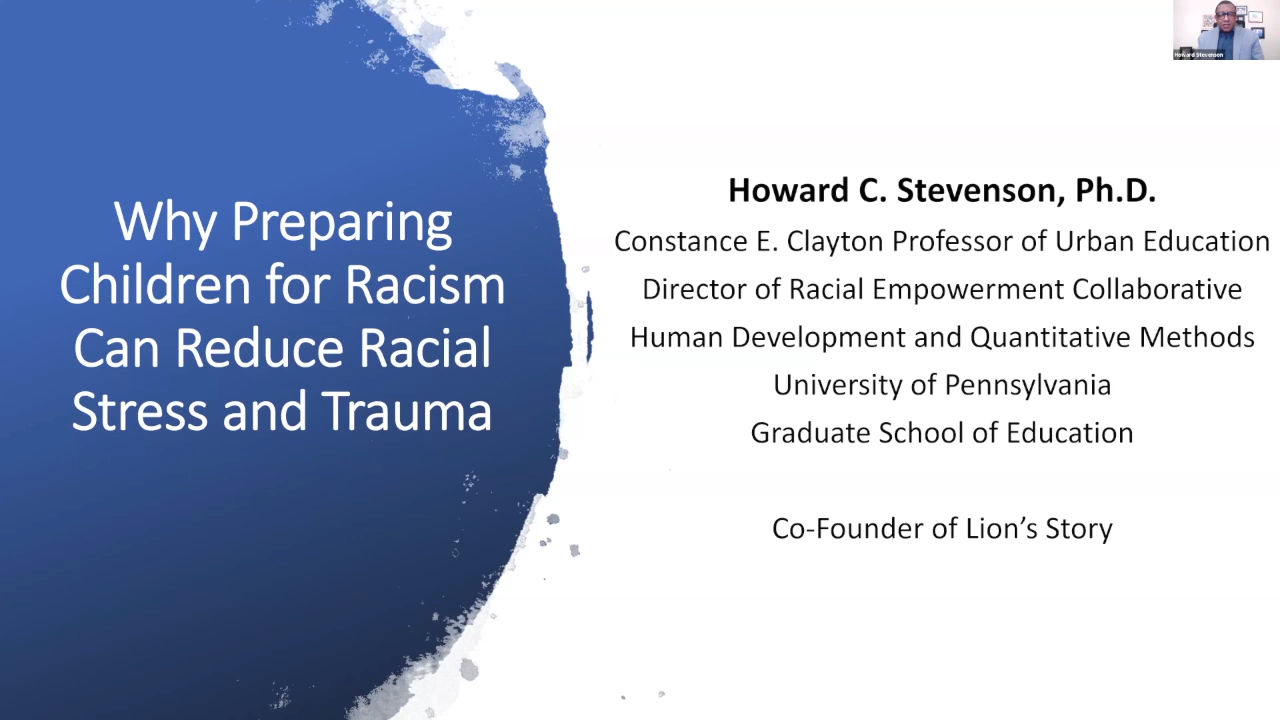 Why Preparing
Children for Racism
Can Reduce Racial
Stress and Trauma
Howard C. Stevenson, Ph.D.
Constance E. Clayton Professor of Urban Education
Director of Racial Empowerment Collaborative
Human Development and Quantitative Methods
University of Pennsylvania
Graduate School of Education
Co-Founder of Lion’s Story
Howard Stevenson